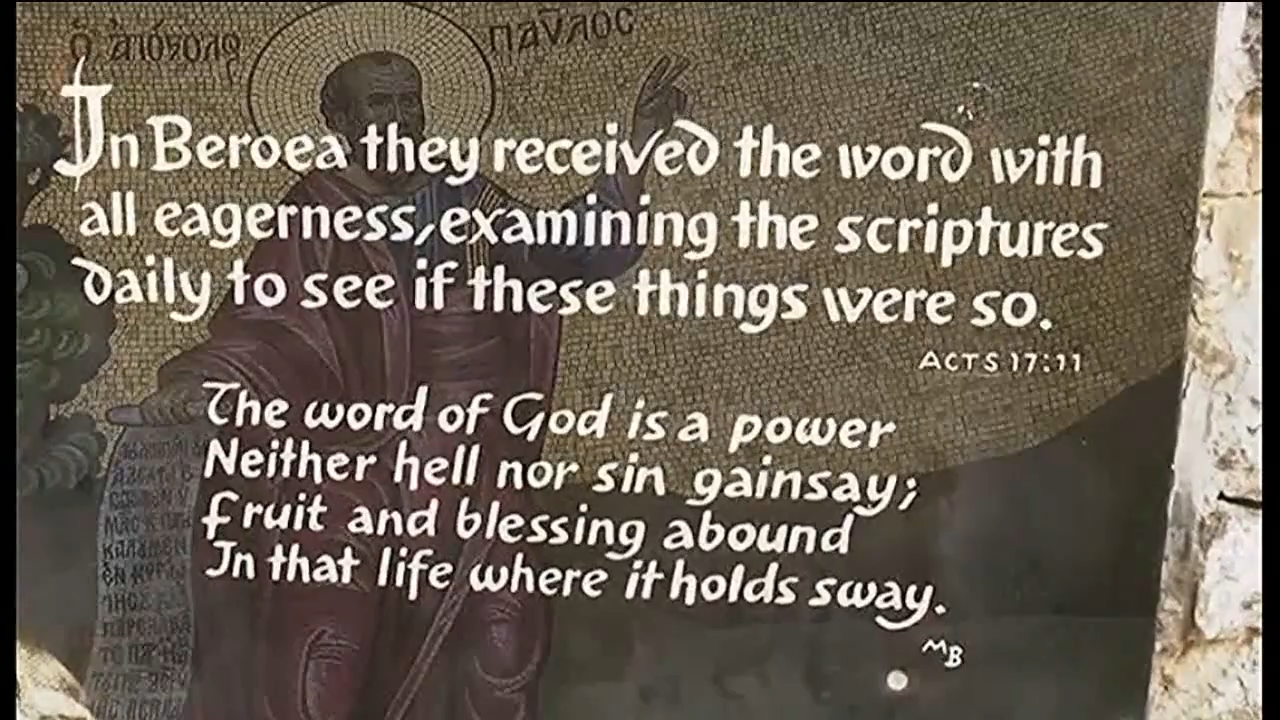 ΠΑῦΛΟC
In Beroea they received the word with
all eagerness, examining the scriptures
daily to see if these things were so.
ACTS 17:11
The word of God is a power
Neither hell nor sin gainsay;
fruit and blessing abound
In that life where it holds sway.
MB